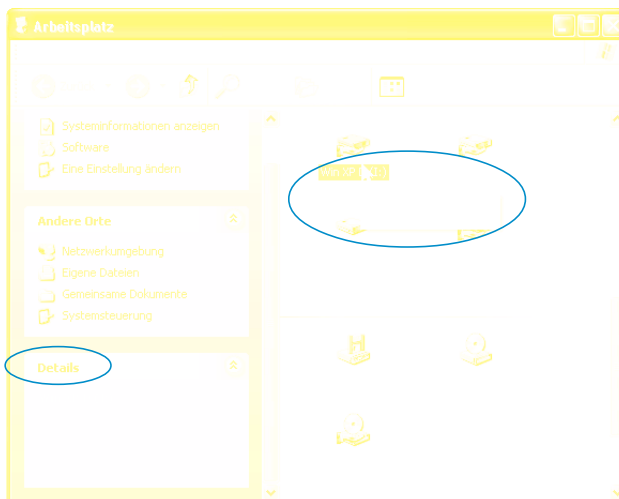 Arbeitsplatz
Systeminformationen anzeigen
Software
Eine Einstellung ändern
Andere Orte
Netzwerkumgebung
Eigene Dateien
Gemeinsame Dokumente
Systemsteuerung
Details